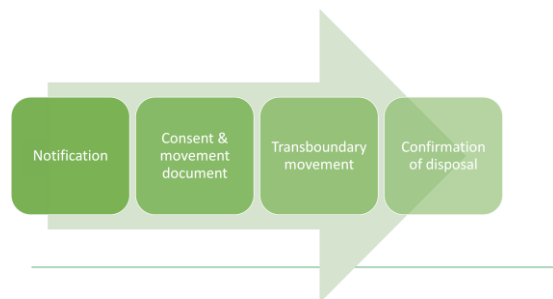 Notification
Consent &
movement
document
Transboundary
movement
Confirmation
of disposal